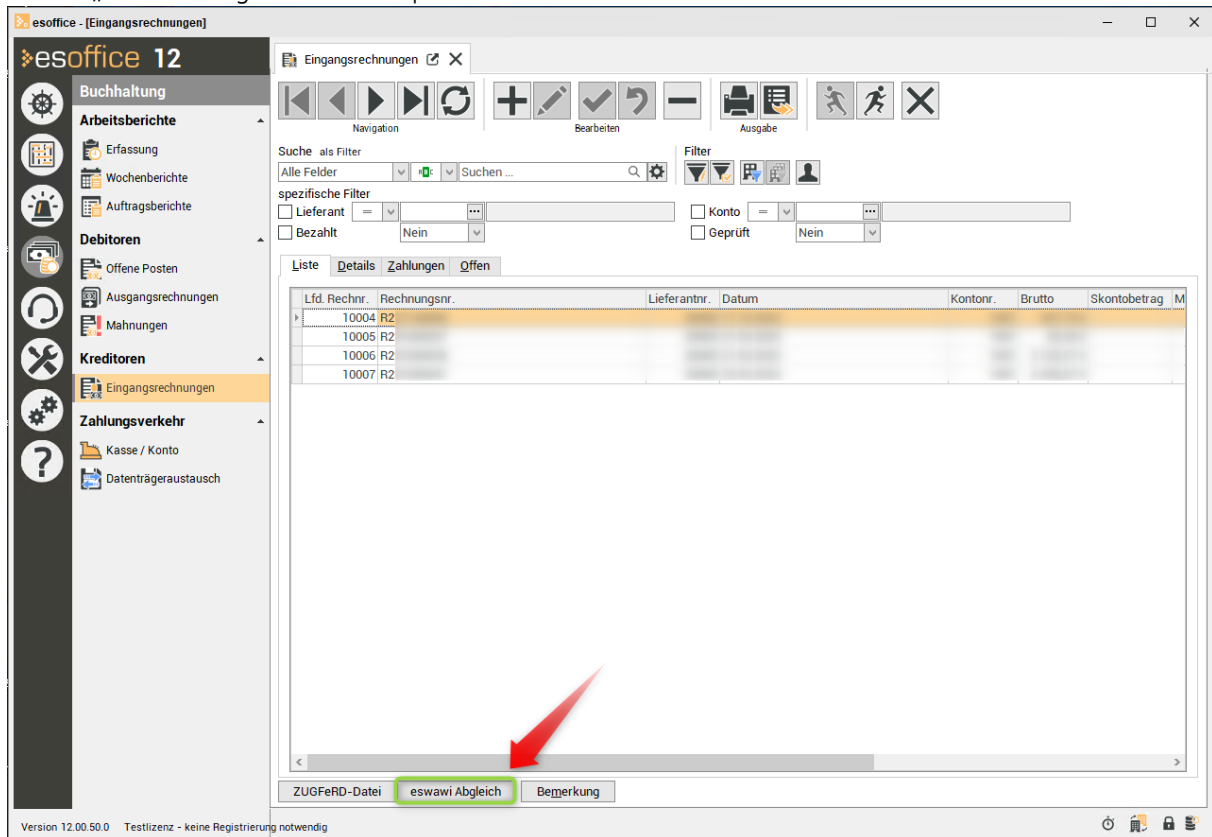 esoffice - [Eingangsrechnungen]
esoffice 12
Eingangsrechnungen
Buchhaltung
Arbeitsberichte
Erfassung
Wochenberichte
Auftragsberichte
Debitoren
Offene Posten
Ausgangsrechnungen
Mahnungen
Kreditoren
Eingangsrechnungen
Zahlungsverkehr
Kasse / Konto
Datenträgeraustausch
Navigation
Bearbeiten
Ausgabe
Suche als Filter
Filter
Alle Felder
Suchen ...
spezifische Filter
Lieferant =
Konto =
Bezahlt Nein
Geprüft Nein
Liste Details Zahlungen Offen
Lfd. Rechnr. Rechnungsnr. Lieferantnr. Datum Kontonr. Brutto Skontobetrag M
10004 R2
10005 R2
10006 R2
10007 R2
ZUGFeRD-Datei eswawi Abgleich Bemerkung
Version 12.00.50.0 Testlizenz - keine Registrierung notwendig